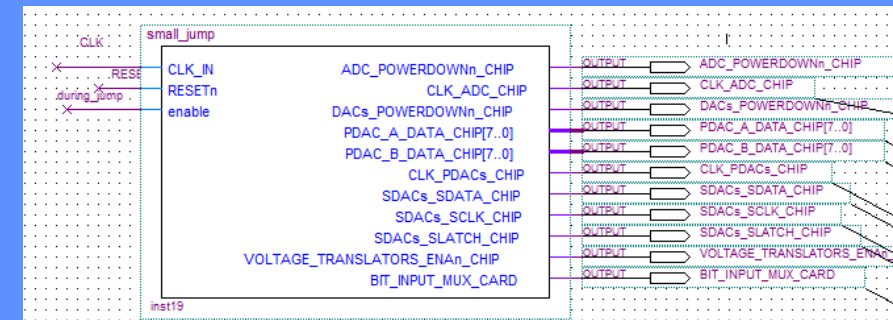 small_jump
CLK
CLK_IN
RESE
RESETn
during_jump
enable
ADC_POWERDOWNn_CHIP
CLK_ADC_CHIP
DACs_POWERDOWNn_CHIP
PDAC_A_DATA_CHIP[7..0]
PDAC_B_DATA_CHIP[7..0]
CLK_PDACs_CHIP
SDACs_SDATA_CHIP
SDACs_SCLK_CHIP
SDACs_SLATCH_CHIP
VOLTAGE_TRANSLATORS_ENAn_CHIP
BIT_INPUT_MUX_CARD
inst19
OUTPUT ADC_POWERDOWNn_CHIP
OUTPUT CLK_ADC_CHIP
OUTPUT DACs_POWERDOWNn_CHIP
OUTPUT PDAC_A_DATA_CHIP[7..0]
OUTPUT PDAC_B_DATA_CHIP[7..0]
OUTPUT CLK_PDACs_CHIP
OUTPUT SDACs_SDATA_CHIP
OUTPUT SDACs_SCLK_CHIP
OUTPUT SDACs_SLATCH_CHIP
OUTPUT VOLTAGE_TRANSLATORS_ENAn
OUTPUT BIT_INPUT_MUX_CARD